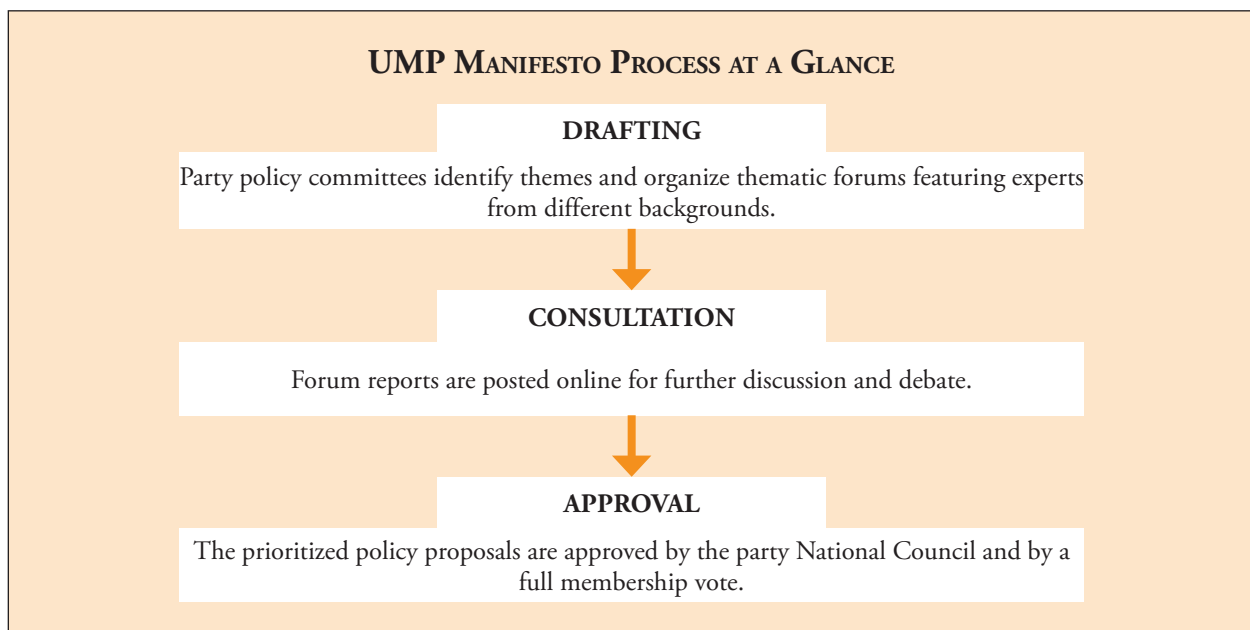 UMP Manifesto Process at a Glance
DRAFTING
Party policy committees identify themes and organize thematic forums featuring experts
from different backgrounds.
CONSULTATION
Forum reports are posted online for further discussion and debate.
APPROVAL
The prioritized policy proposals are approved by the party National Council and by a
full membership vote.